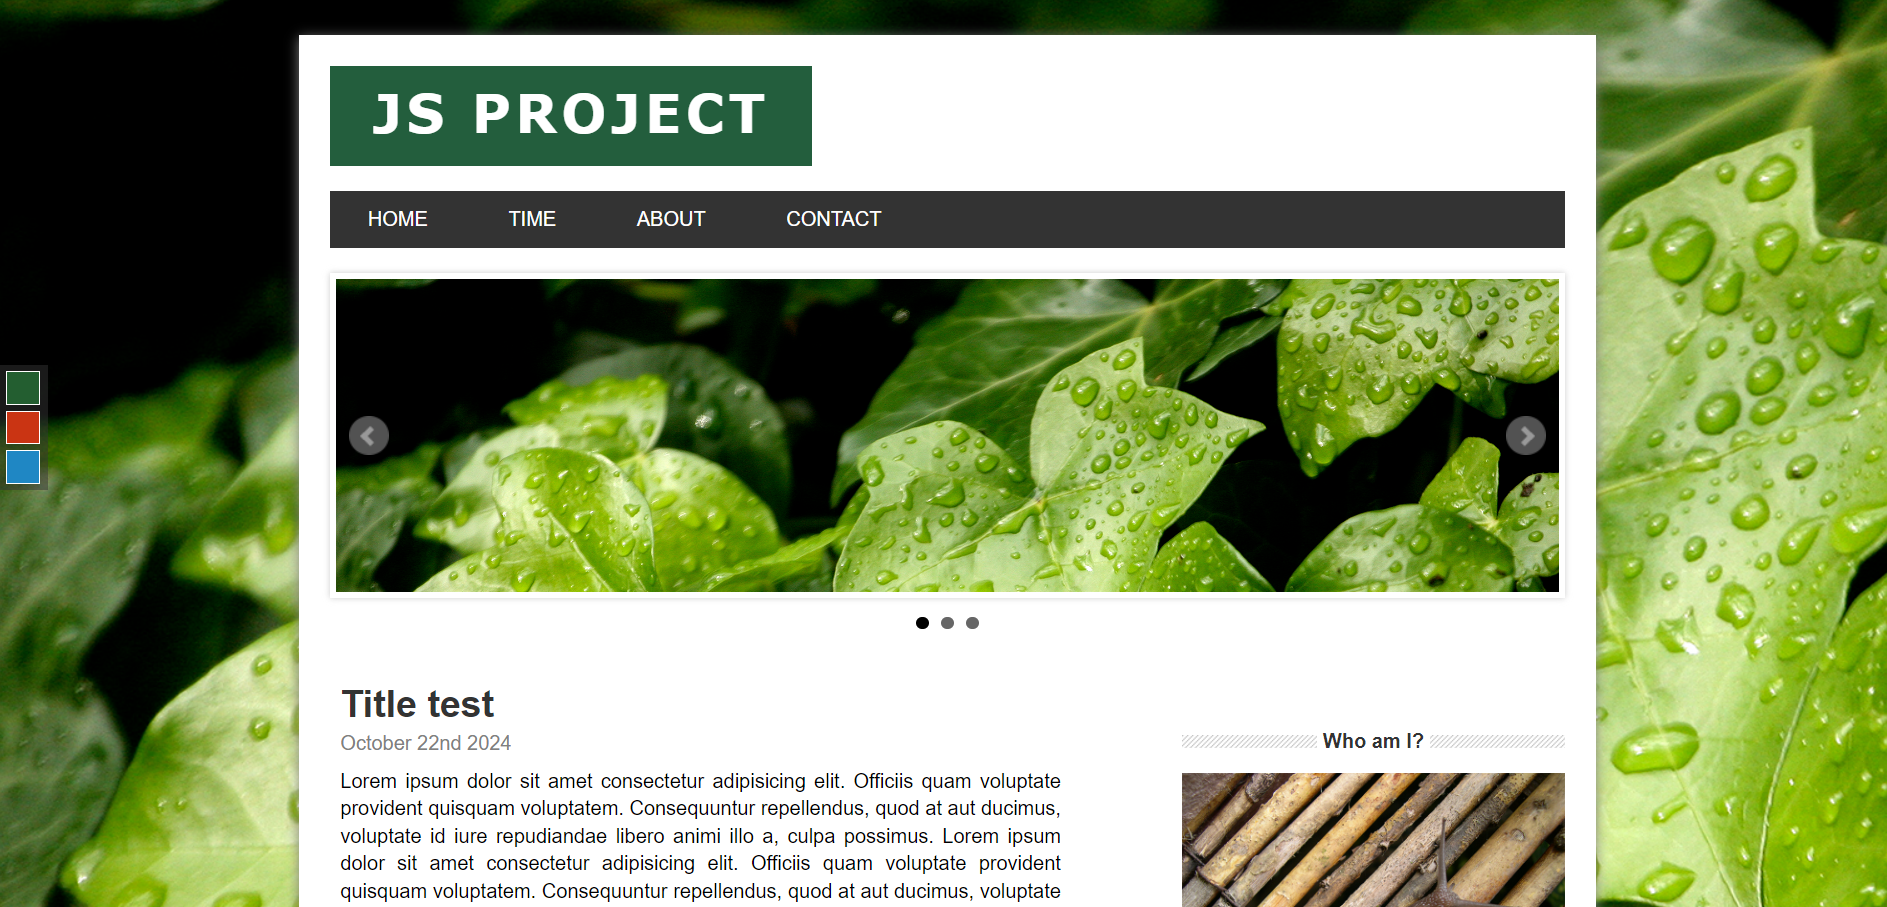 JS PROJECT
HOME TIME ABOUT CONTACT
Title test
October 22nd 2024
Lorem ipsum dolor sit amet consectetur adipisicing elit. Officiis quam voluptate
provident quisquam voluptatem. Consequuntur repellendus, quod at aut ducimus,
voluptate id iure repudiandae libero animi illo a, culpa possimus. Lorem ipsum
dolor sit amet consectetur adipisicing elit. Officiis quam voluptate provident
quisquam voluptatem. Consequuntur repellendus, quod at aut ducimus, voluptate
Who am I?